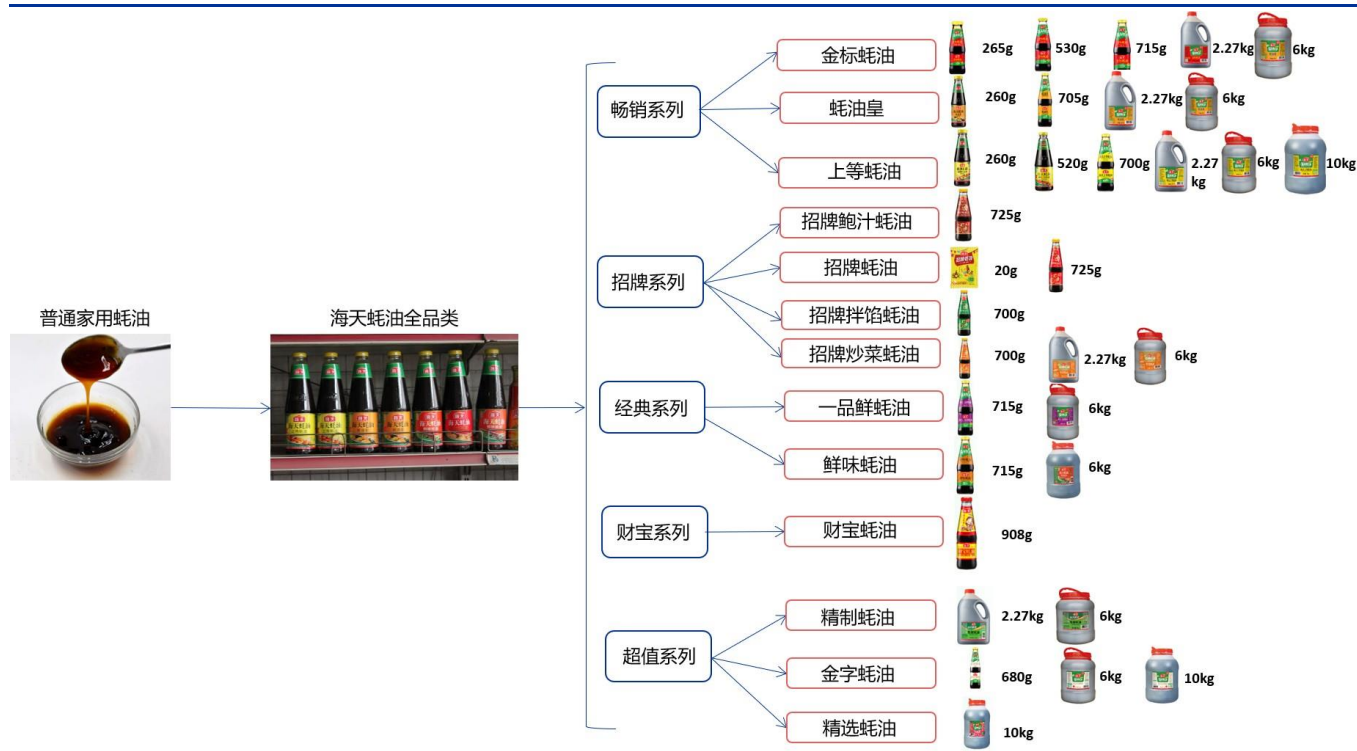 普通家用蚝油
海天蚝油全品类
畅销系列
金标蚝油
265g
530g
715g
2.27kg
6kg
蚝油皇
260g
705g
2.27kg
6kg
上等蚝油
260g
520g
700g
2.27
kg
6kg
10kg
招牌系列
招牌鲍汁蚝油
725g
招牌蚝油
20g
725g
招牌拌馅蚝油
700g
招牌炒菜蚝油
700g
2.27kg
6kg
经典系列
一品鲜蚝油
715g
6kg
鲜味蚝油
715g
6kg
财宝系列
财宝蚝油
908g
超值系列
精制蚝油
2.27kg
6kg
金字蚝油
680g
6kg
10kg
精选蚝油
10kg